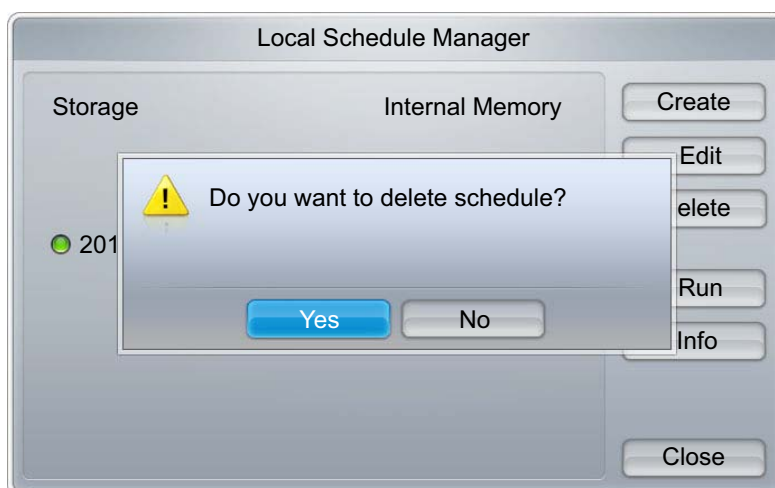 Local Schedule Manager
Storage Internal Memory
Create
Edit
Do you want to delete schedule?
elete
201
Run
Yes No
Info
Close